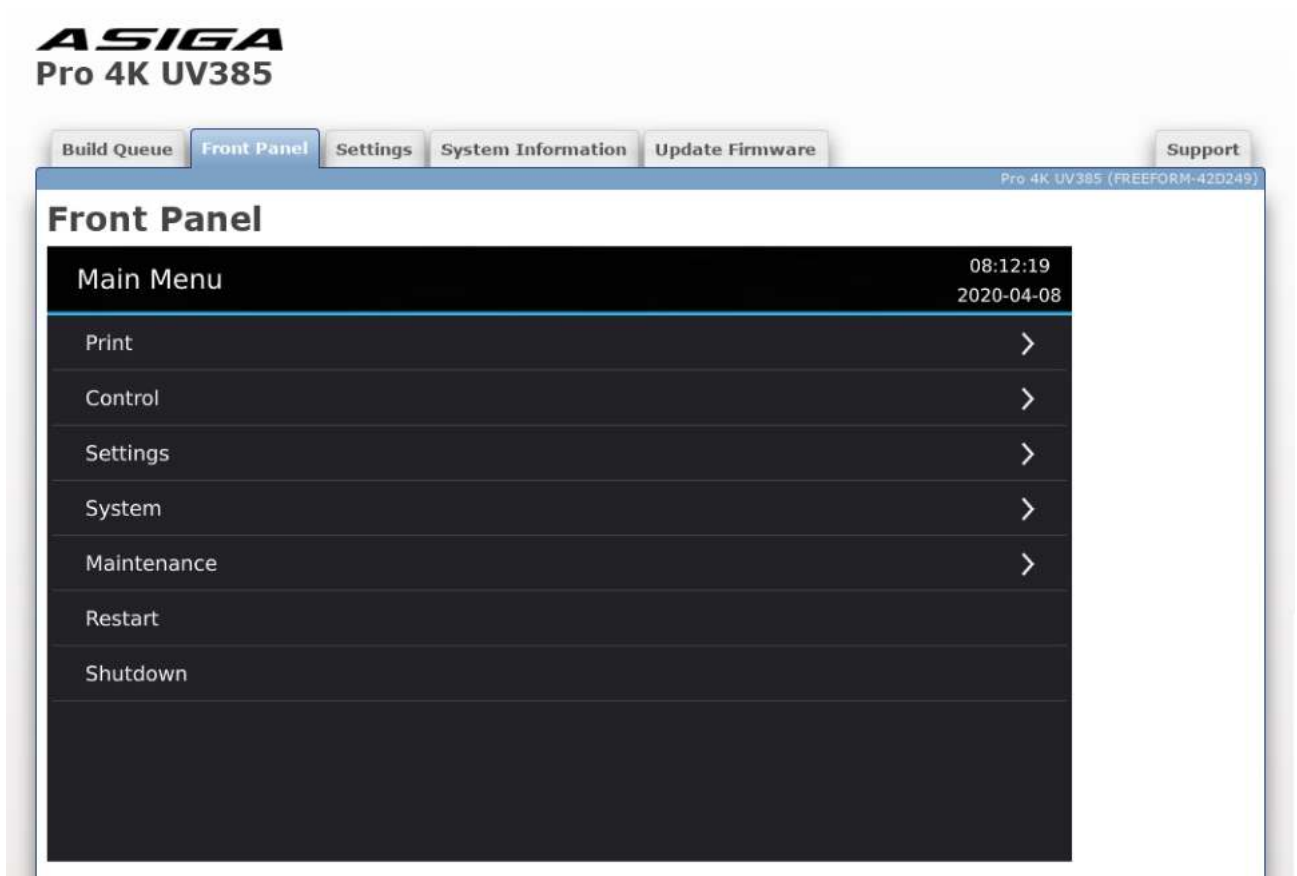 ASIGA
Pro 4K UV385
Build Queue Front Panel Settings System Information Update Firmware Support
Pro 4K UV385 (FREEFORM-42D249)
Front Panel
Main Menu 08:12:19
2020-04-08
Print
Control
Settings
System
Maintenance
Restart
Shutdown